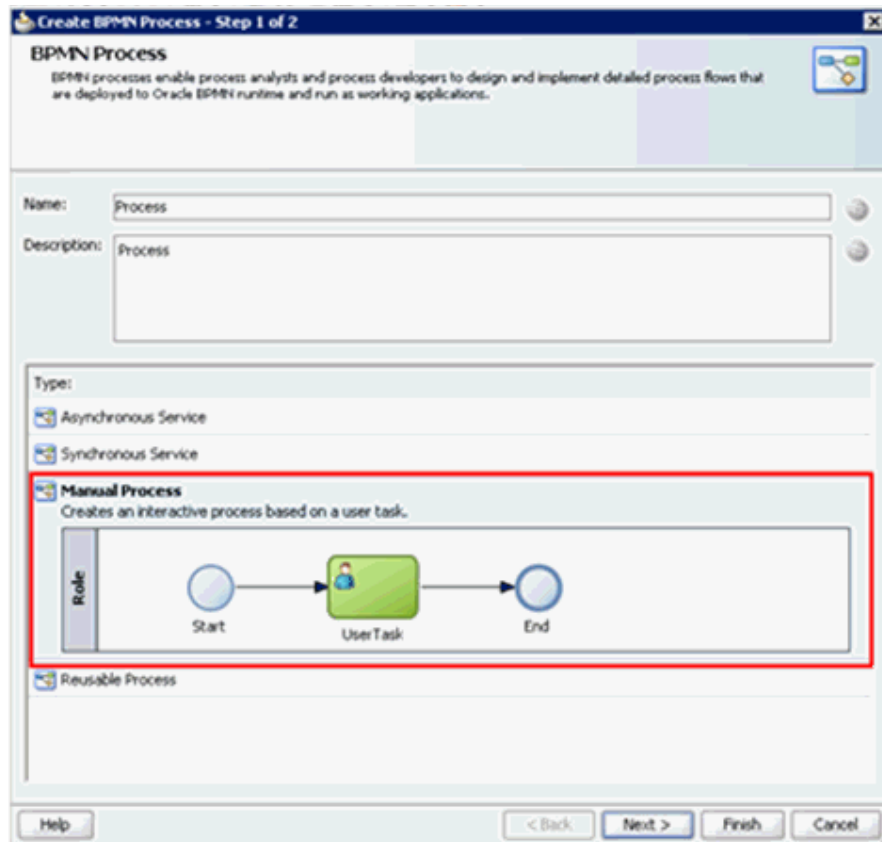 Create BPMN Process - Step 1 of 2
BPMN Process
BPMN processes enable process analysts and process developers to design and implement detailed process flows that
are deployed to Oracle BPMN runtime and run as working applications.
Name:
Process
Description:
Process
Type:
Asynchronous Service
Synchronous Service
Manual Process
Creates an interactive process based on a user task.
Role
Start
UserTask
End
Reusable Process
Help
< Back
Next >
Finish
Cancel